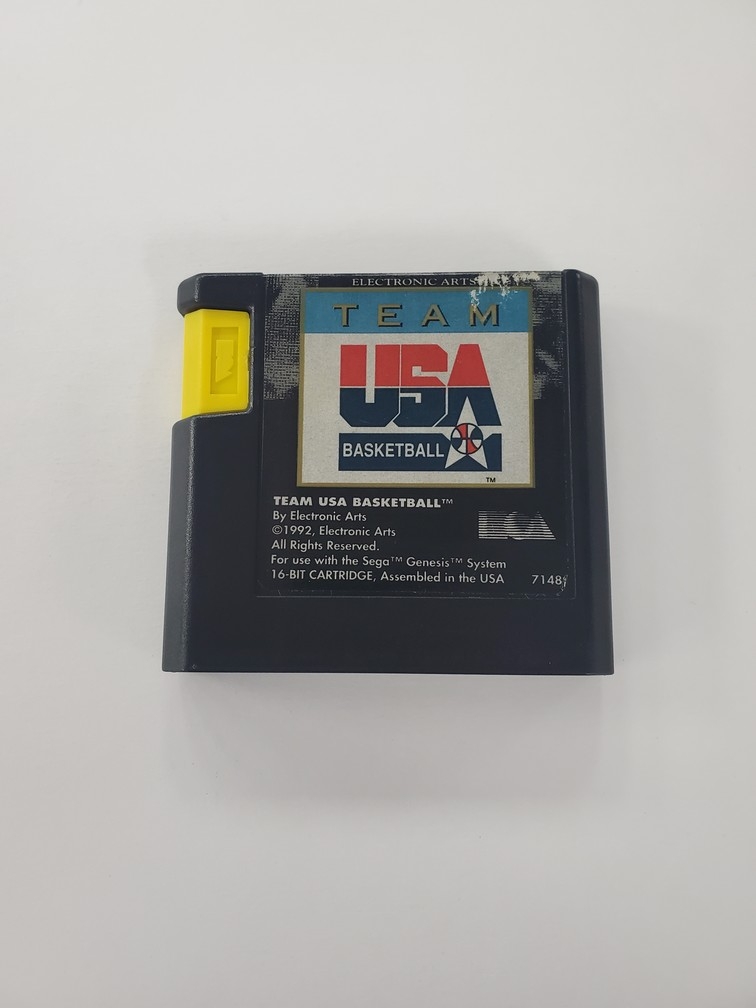 ELECTRONIC ARTS
TEAM
USA
BASKETBALL
TM
TEAM USA BASKETBALL™
By Electronic Arts
©1992, Electronic Arts
All Rights Reserved.
For use with the Sega™ Genesis™ System
16-BIT CARTRIDGE, Assembled in the USA
EA